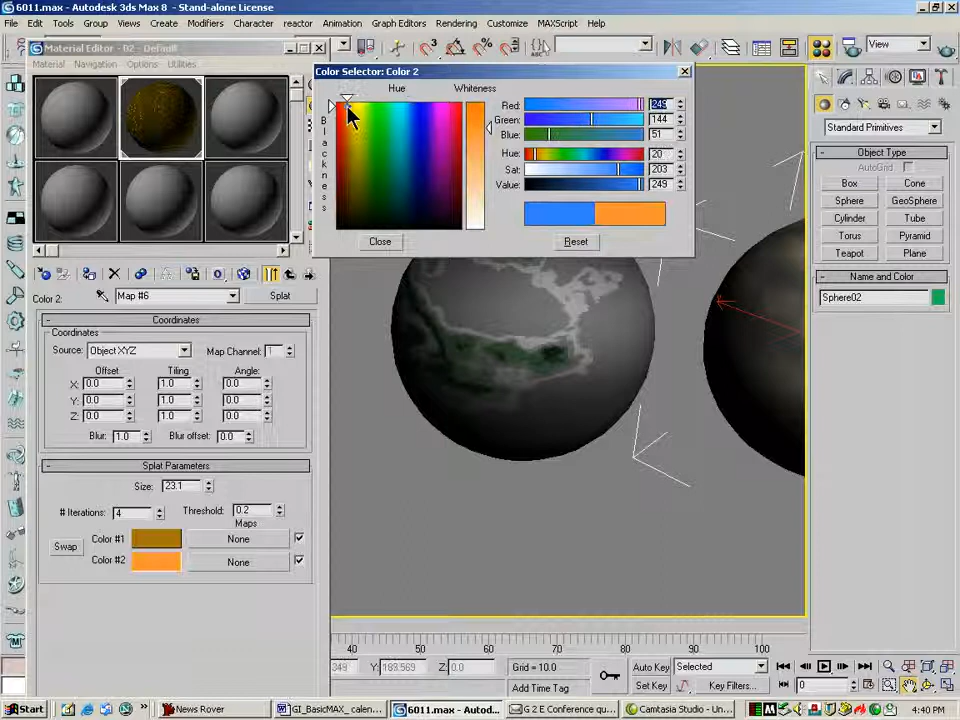 6011.max - Autodesk 3ds Max 8 - Stand-alone License
File Edit Tools Group Views Create Modifiers Character reactor Animation Graph Editors Rendering Customize MAXScript Help
View
Material Editor - 02 - Default
Material Navigation Options Utilities
Color Selector: Color 2
Hue Whiteness
Blackness
Red: 249
Green: 144
Blue: 51
Hue: 20
Sat: 203
Value: 249
Close Reset
Color 2: Map #6 Splat
Coordinates
Coordinates
Source: Object XYZ Map Channel: 1
Offset Tiling Angle:
X: 0.0 1.0 0.0
Y: 0.0 1.0 0.0
Z: 0.0 1.0 0.0
Blur: 1.0 Blur offset: 0.0
Splat Parameters
Size: 23.1
# Iterations: 4 Threshold: 0.2
Maps
Color #1 None
Swap
Color #2 None
Standard Primitives
Object Type
AutoGrid
Box Cone
Sphere GeoSphere
Cylinder Tube
Torus Pyramid
Teapot Plane
Name and Color
Sphere02
40 50 60 70 80 90 100
349 Y: 183.569 Z: 0.0 Grid = 10.0 Auto Key Selected
Add Time Tag Set Key Key Filters... 0
Start News Rover GI_BasicMAX_ calen... 6011.max - Autod... G 2 E Conference qu... Camtasia Studio - Un... 4:40 PM